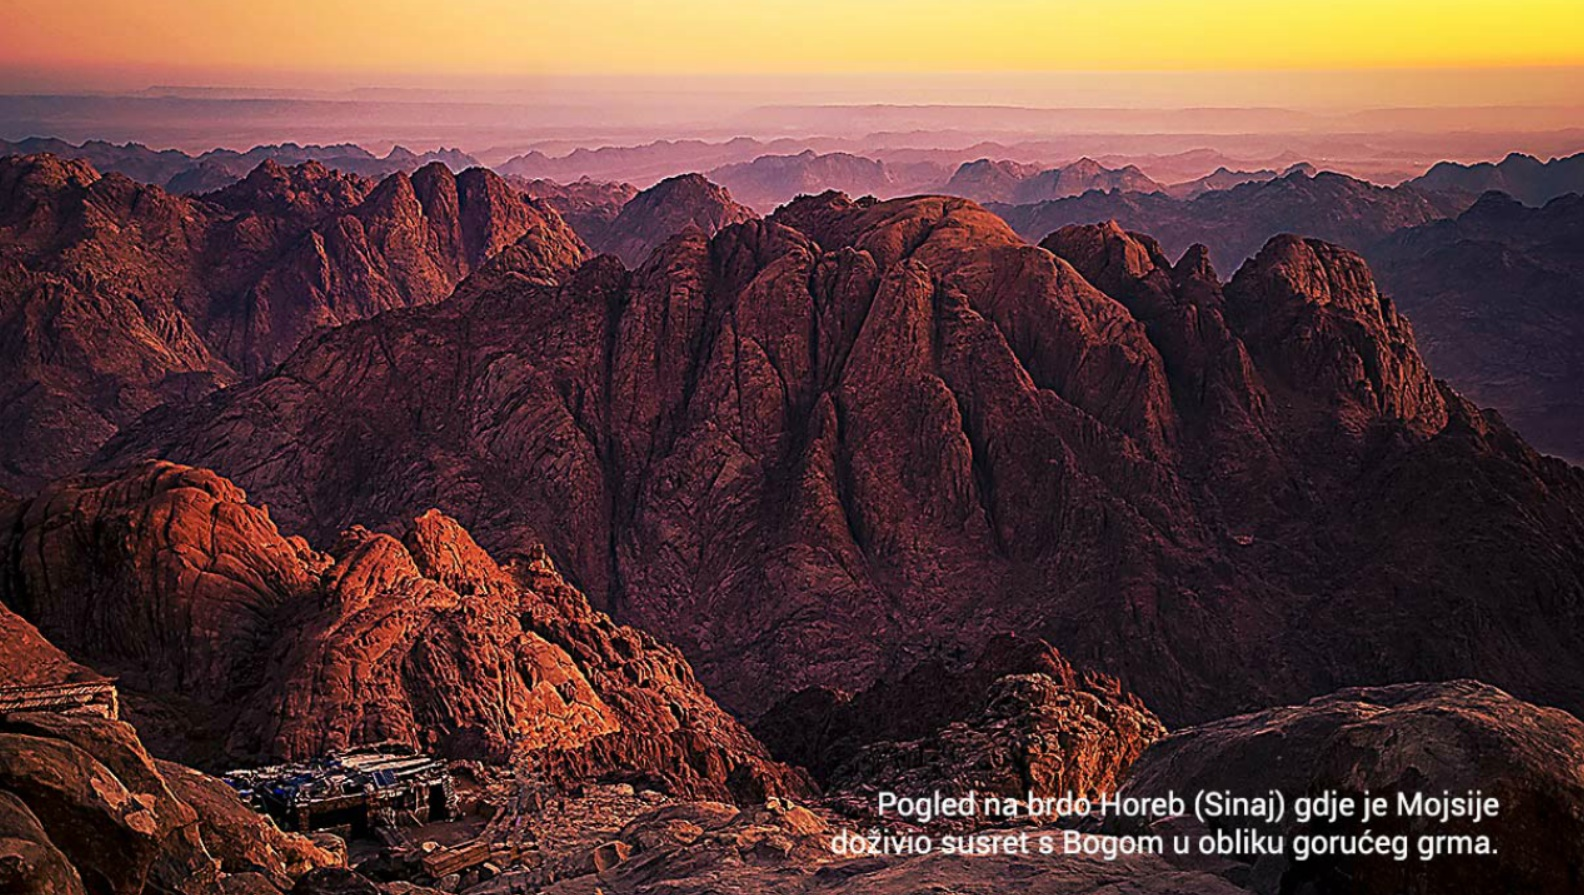 Pogled na brdo Horeb (Sinaj) gdje je Mojsije
doživio susret s Bogom u obliku gorućeg grma.